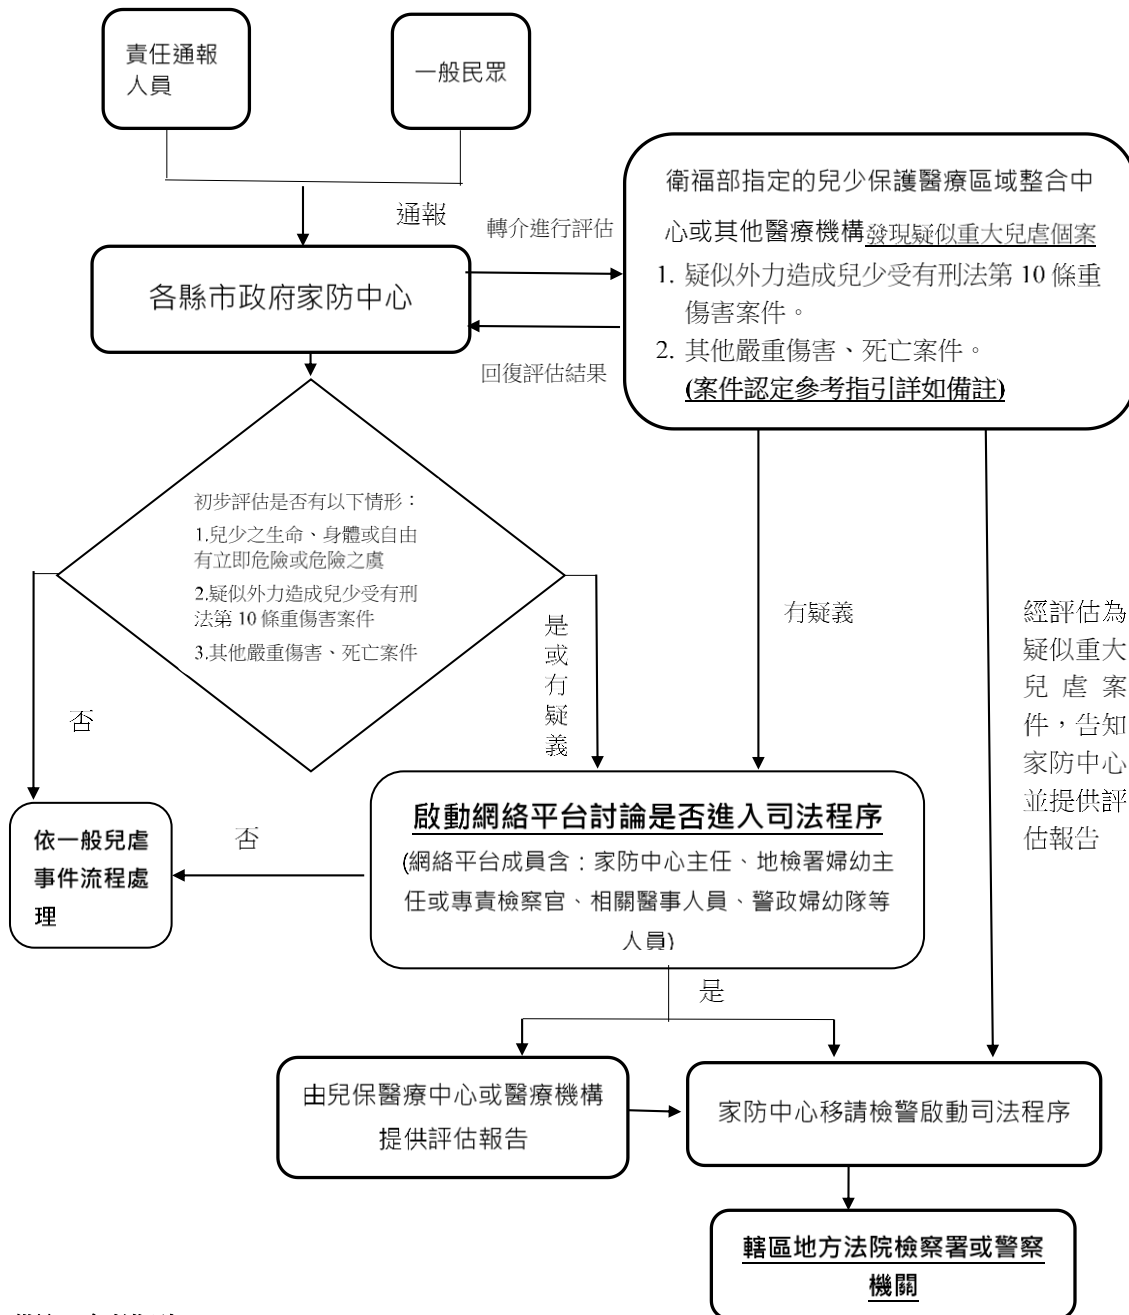 責任通報
人員
一般民眾
通報
轉介進行評估
衛福部指定的兒少保護醫療區域整合中
心或其他醫療機構發現疑似重大兒虐個案
1. 疑似外力造成兒少受有刑法第 10 條重
傷害案件。
2. 其他嚴重傷害、死亡案件。
(案件認定參考指引詳如備註)
各縣市政府家防中心
回復評估結果
初步評估是否有以下情形：
1.兒少之生命、身體或自由
有立即危險或危險之虞
2.疑似外力造成兒少受有刑
法第 10 條重傷害案件
3.其他嚴重傷害、死亡案件
否
是
或
有
疑
義
有疑義
經評估為
疑似重大
兒虐案
件，告知
家防中心
並提供評
估報告
依一般兒虐
事件流程處
理
否
啟動網絡平台討論是否進入司法程序
(網絡平台成員含：家防中心主任、地檢署婦幼主
任或專責檢察官、相關醫事人員、警政婦幼隊等
人員)
是
由兒保醫療中心或醫療機構
提供評估報告
家防中心移請檢警啟動司法程序
轄區地方法院檢察署或警察
機關